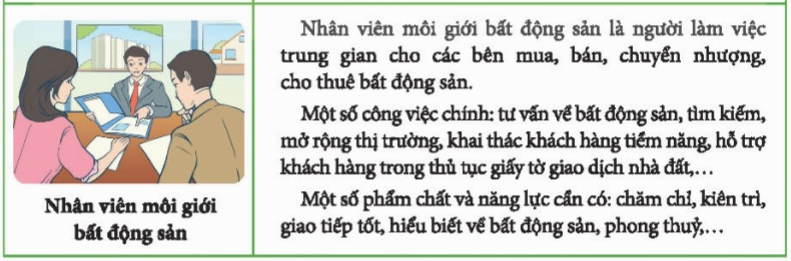 Nhân viên môi giới
bất động sản
Nhân viên môi giới bất động sản là người làm việc
trung gian cho các bên mua, bán, chuyển nhượng,
cho thuê bất động sản.
Một số công việc chính: tư vấn về bất động sản, tìm kiếm,
mở rộng thị trường, khai thác khách hàng tiềm năng, hỗ trợ
khách hàng trong thủ tục giấy tờ giao dịch nhà đất,...
Một số phẩm chất và năng lực cần có: chăm chỉ, kiên trì,
giao tiếp tốt, hiểu biết về bất động sản, phong thuỷ,...